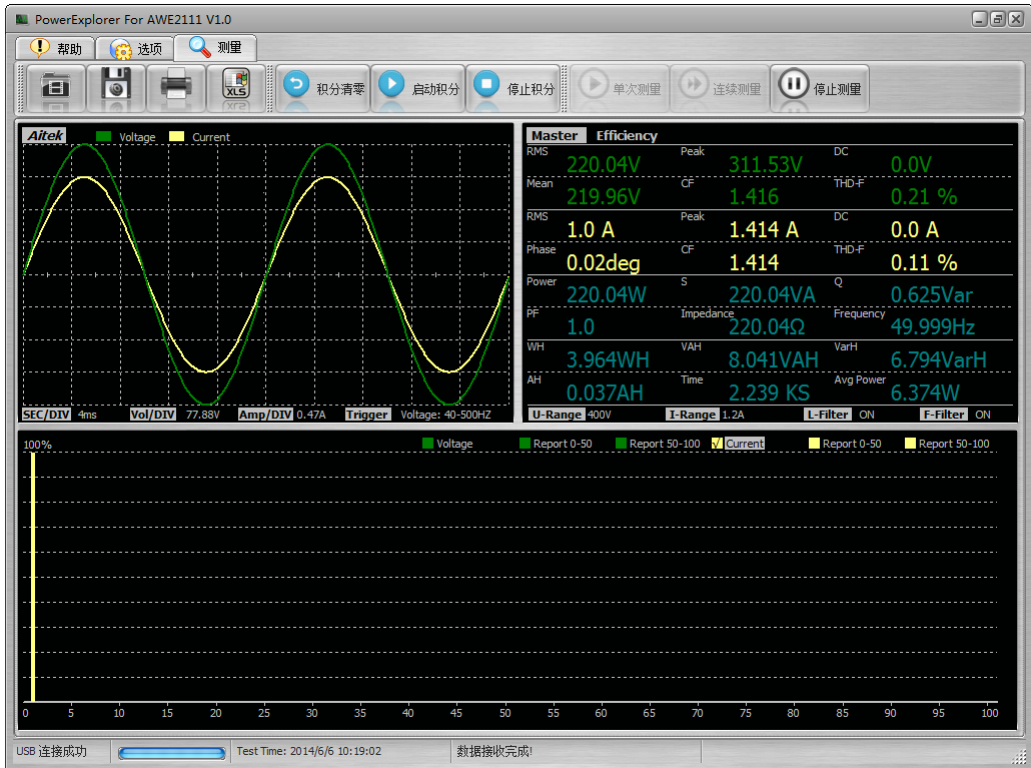 PowerExplorer For AWE2111 V1.0
帮助 选项 测量
XLS 积分清零 启动积分 停止积分 单次测量 连续测量 停止测量
Aitek Voltage Current
Master Efficiency
RMS 220.04V Peak 311.53V DC 0.0V
Mean 219.96V CF 1.416 THD-F 0.21 %
RMS 1.0 A Peak 1.414 A DC 0.0 A
Phase 0.02deg CF 1.414 THD-F 0.11 %
Power 220.04W S 220.04VA Q 0.625Var
PF 1.0 Impedance 220.04Ω Frequency 49.999Hz
WH 3.964WH VAH 8.041VAH VarH 6.794VarH
AH 0.037AH Time 2.239 KS Avg Power 6.374W
SEC/DIV 4ms Vol/DIV 77.88V Amp/DIV 0.47A Trigger Voltage: 40-500HZ
U-Range 400V I-Range 1.2A L-Filter ON F-Filter ON
100% Voltage Report 0-50 Report 50-100 √ Current Report 0-50 Report 50-100
0 5 10 15 20 25 30 35 40 45 50 55 60 65 70 75 80 85 90 95 100
USB 连接成功 Test Time: 2014/6/6 10:19:02 数据接收完成!